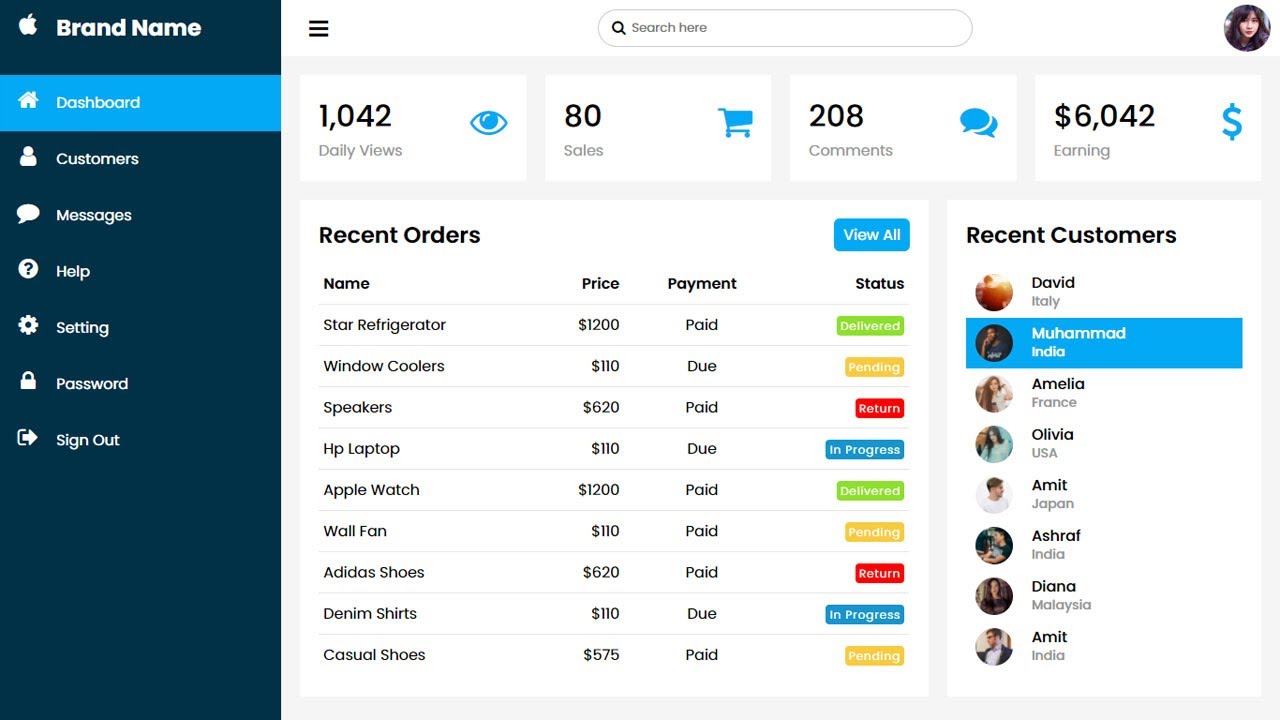 Brand Name
Dashboard
Customers
Messages
Help
Setting
Password
Sign Out
Search here
1,042
Daily Views
80
Sales
208
Comments
$6,042
Earning
Recent Orders View All
Name Price Payment Status
Star Refrigerator $1200 Paid Delivered
Window Coolers $110 Due Pending
Speakers $620 Paid Return
Hp Laptop $110 Due In Progress
Apple Watch $1200 Paid Delivered
Wall Fan $110 Paid Pending
Adidas Shoes $620 Paid Return
Denim Shirts $110 Due In Progress
Casual Shoes $575 Paid Pending
Recent Customers
David
Italy
Muhammad
India
Amelia
France
Olivia
USA
Amit
Japan
Ashraf
India
Diana
Malaysia
Amit
India